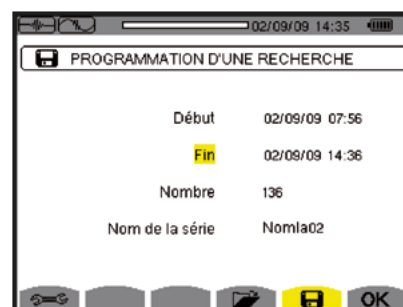 02/09/09 14:35
PROGRAMMATION D'UNE RECHERCHE
Début 02/09/09 07:56
Fin 02/09/09 14:36
Nombre 136
Nom de la série Nomla02
OK